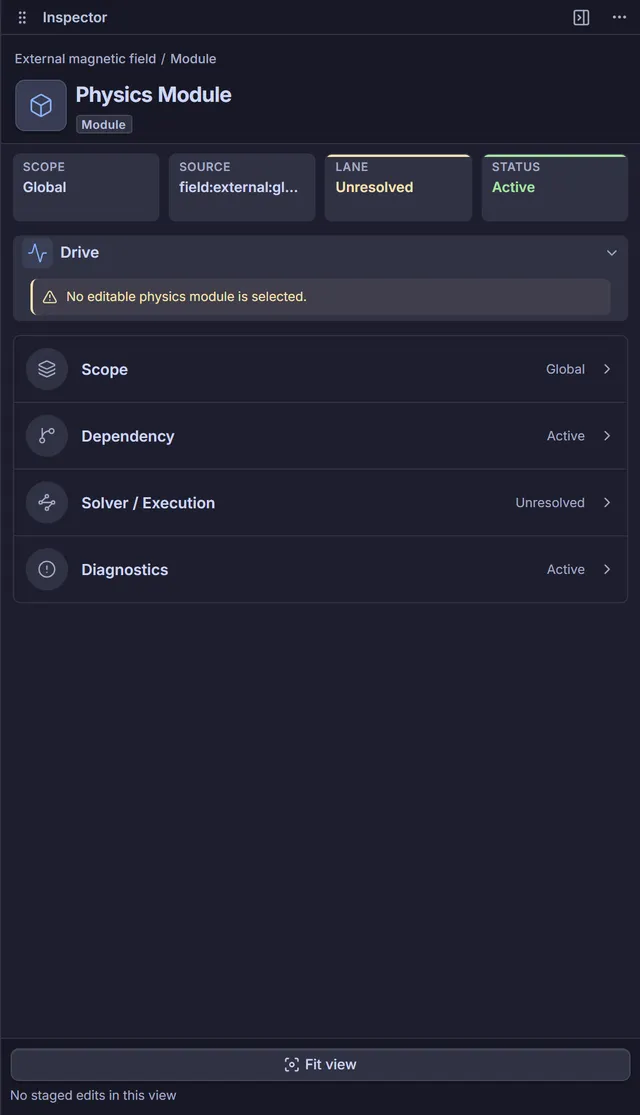 Inspector
External magnetic field / Module
Physics Module
Module
SCOPE
Global
SOURCE
field:external:gl...
LANE
Unresolved
STATUS
Active
Drive
No editable physics module is selected.
Scope
Global
Dependency
Active
Solver / Execution
Unresolved
Diagnostics
Active
Fit view
No staged edits in this view